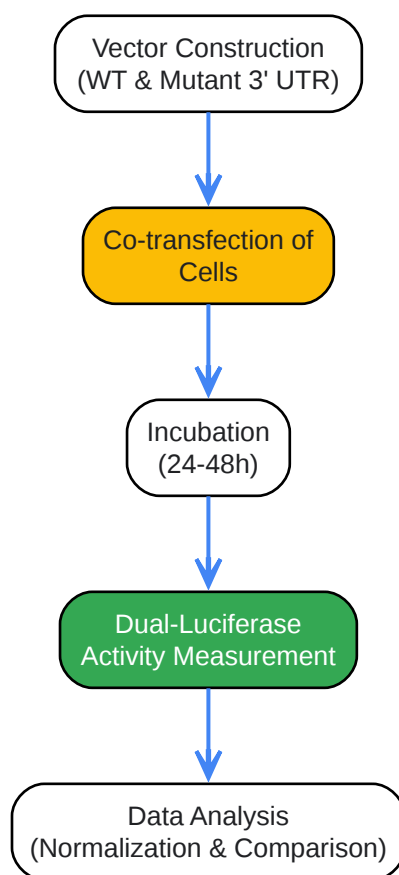 Vector Construction
(WT & Mutant 3' UTR)
Co-transfection of
Cells
Incubation
(24-48h)
Dual-Luciferase
Activity Measurement
Data Analysis
(Normalization & Comparison)